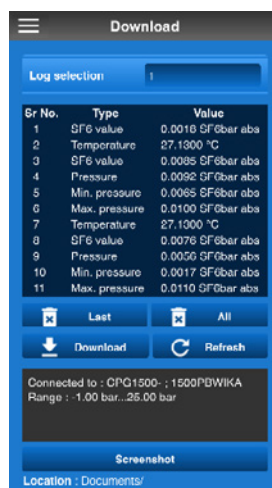 Download
Log selection 1
Sr No. Type Value
1 SF6 value 0.0018 SF6bar abs
2 Temperature 27.1300 °C
3 SF6 value 0.0085 SF6bar abs
4 Pressure 0.0092 SF6bar abs
5 Min. pressure 0.0065 SF6bar abs
6 Max. pressure 0.0100 SF6bar abs
7 Temperature 27.1300 °C
8 SF6 value 0.0076 SF6bar abs
9 Pressure 0.0056 SF6bar abs
10 Min. pressure 0.0017 SF6bar abs
11 Max. pressure 0.0110 SF6bar abs
Last All
Download Refresh
Connected to : CPG1500- ; 1500PBWIKA
Range : -1.00 bar...25.00 bar
Screenshot
Location : Documents/